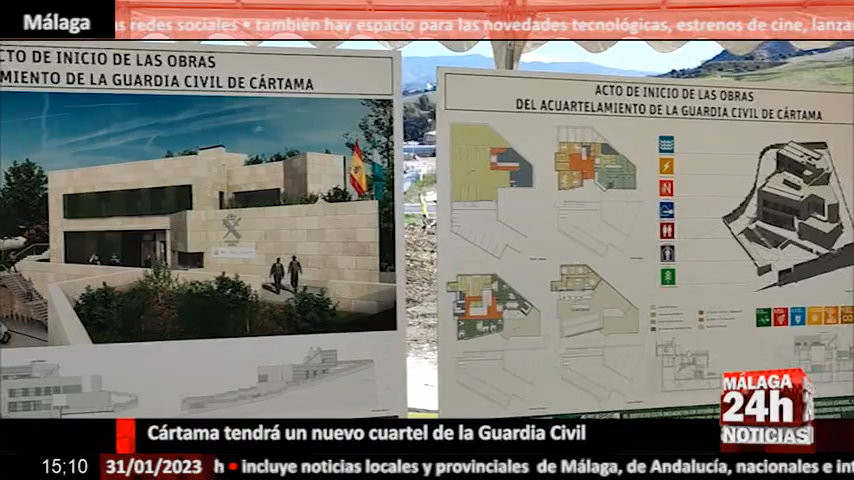 Málaga
redes sociales • también hay espacio para las novedades tecnológicas, estrenos de cine, lanza
CTO DE INICIO DE LAS OBRAS
MIENTO DE LA GUARDIA CIVIL DE CÁRTAMA
ACTO DE INICIO DE LAS OBRAS
DEL ACUARTELAMIENTO DE LA GUARDIA CIVIL DE CÁRTAMA
MÁLAGA
24h
NOTICIAS
Cártama tendrá un nuevo cuartel de la Guardia Civil
15:10
31/01/2023
h • incluye noticias locales y provinciales de Málaga, de Andalucía, nacionales e int